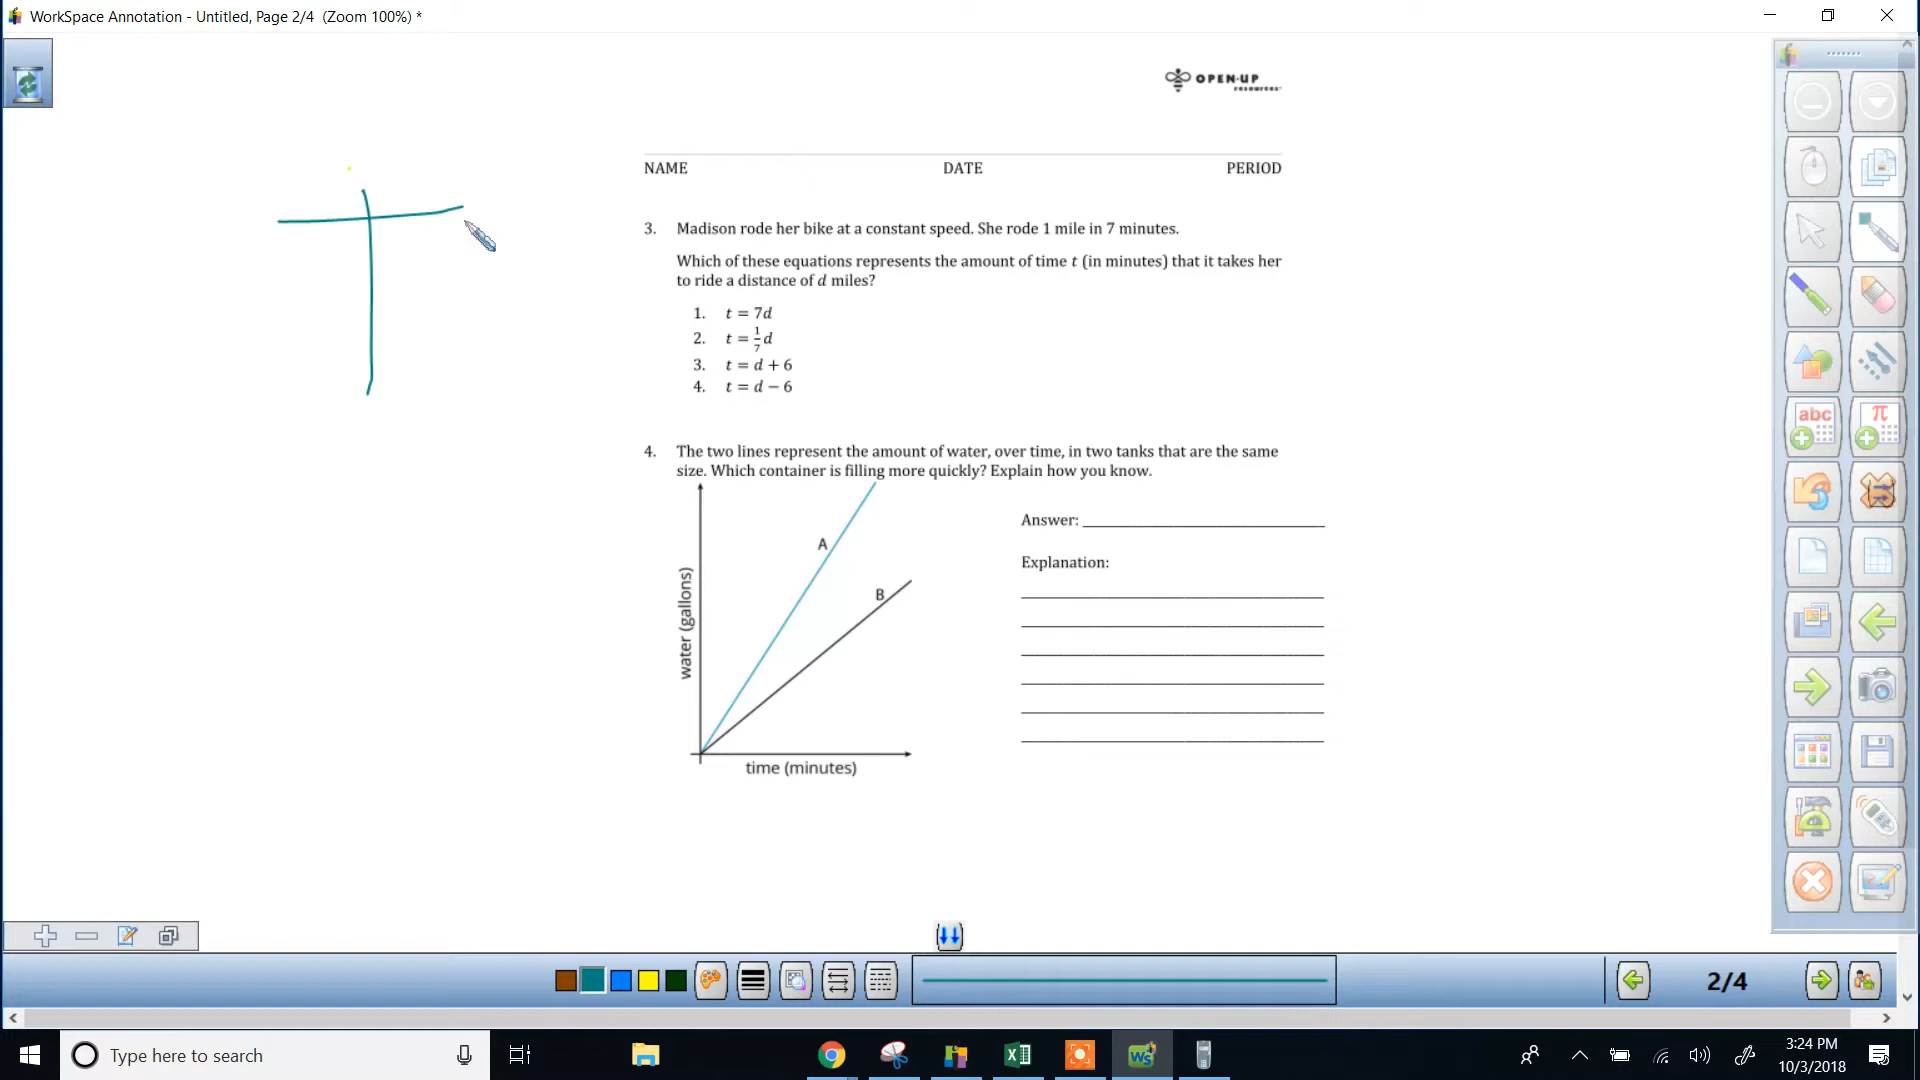 WorkSpace Annotation - Untitled, Page 2/4 (Zoom 100%) *
OPEN-UP
resources
NAME DATE PERIOD
3. Madison rode her bike at a constant speed. She rode 1 mile in 7 minutes.
Which of these equations represents the amount of time t (in minutes) that it takes her
to ride a distance of d miles?
1. t = 7d
2. t = 1/7 d
3. t = d + 6
4. t = d − 6
4. The two lines represent the amount of water, over time, in two tanks that are the same
size. Which container is filling more quickly? Explain how you know.
A
B
water (gallons)
time (minutes)
Answer:
Explanation:
abc
π
2/4
Type here to search
X
WS
3:24 PM
10/3/2018